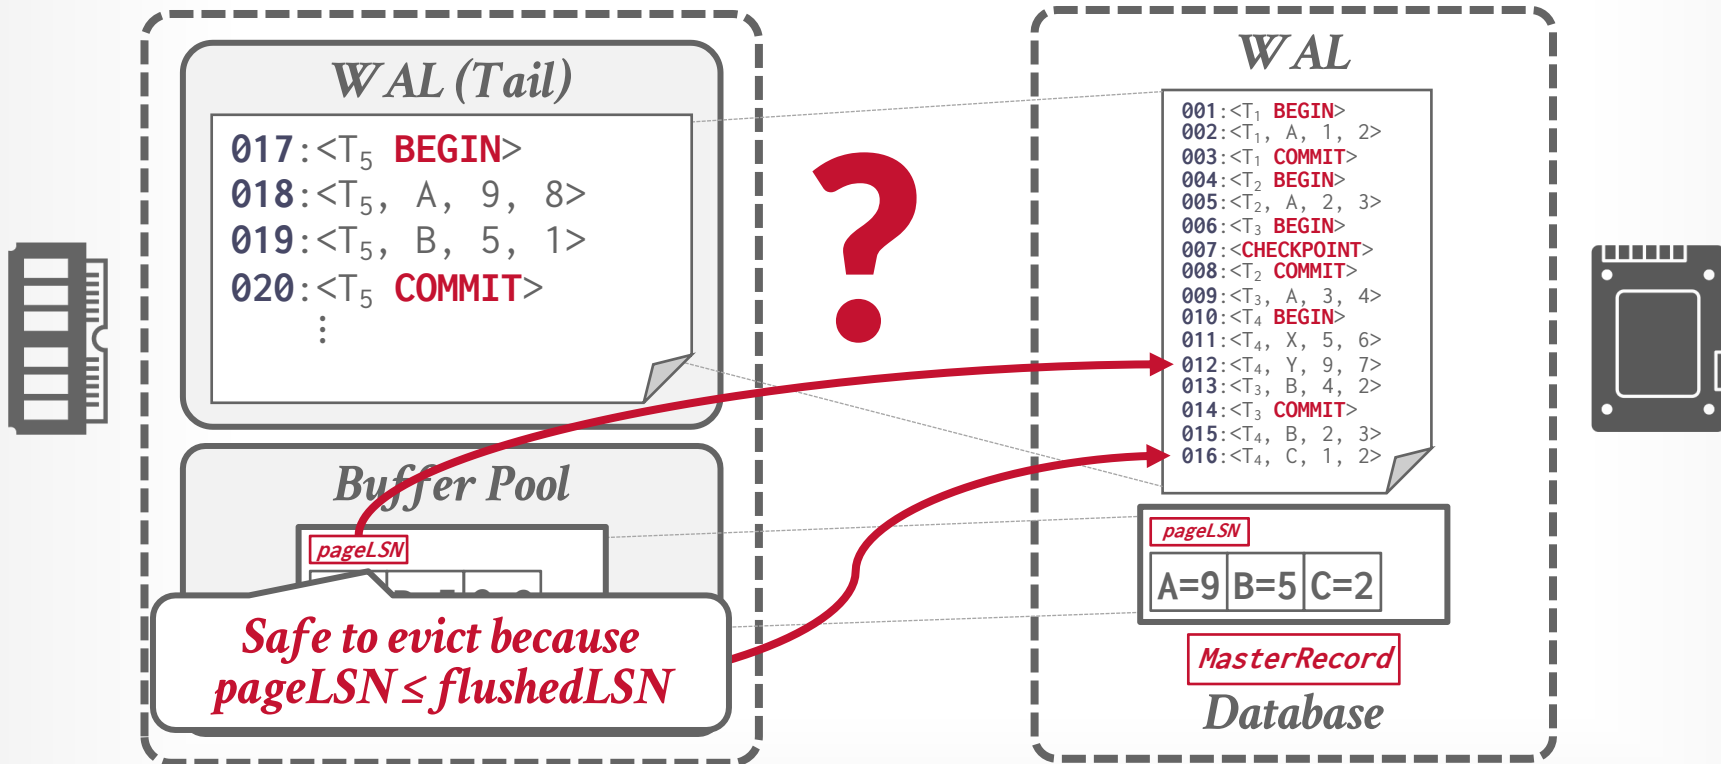 WAL (Tail)
017:<T5 BEGIN>
018:<T5, A, 9, 8>
019:<T5, B, 5, 1>
020:<T5 COMMIT>
⋮
?
Buffer Pool
pageLSN
Safe to evict because
pageLSN ≤ flushedLSN
WAL
001:<T1 BEGIN>
002:<T1, A, 1, 2>
003:<T1 COMMIT>
004:<T2 BEGIN>
005:<T2, A, 2, 3>
006:<T3 BEGIN>
007:<CHECKPOINT>
008:<T2 COMMIT>
009:<T3, A, 3, 4>
010:<T4 BEGIN>
011:<T4, X, 5, 6>
012:<T4, Y, 9, 7>
013:<T3, B, 4, 2>
014:<T3 COMMIT>
015:<T4, B, 2, 3>
016:<T4, C, 1, 2>
pageLSN
A=9 B=5 C=2
MasterRecord
Database